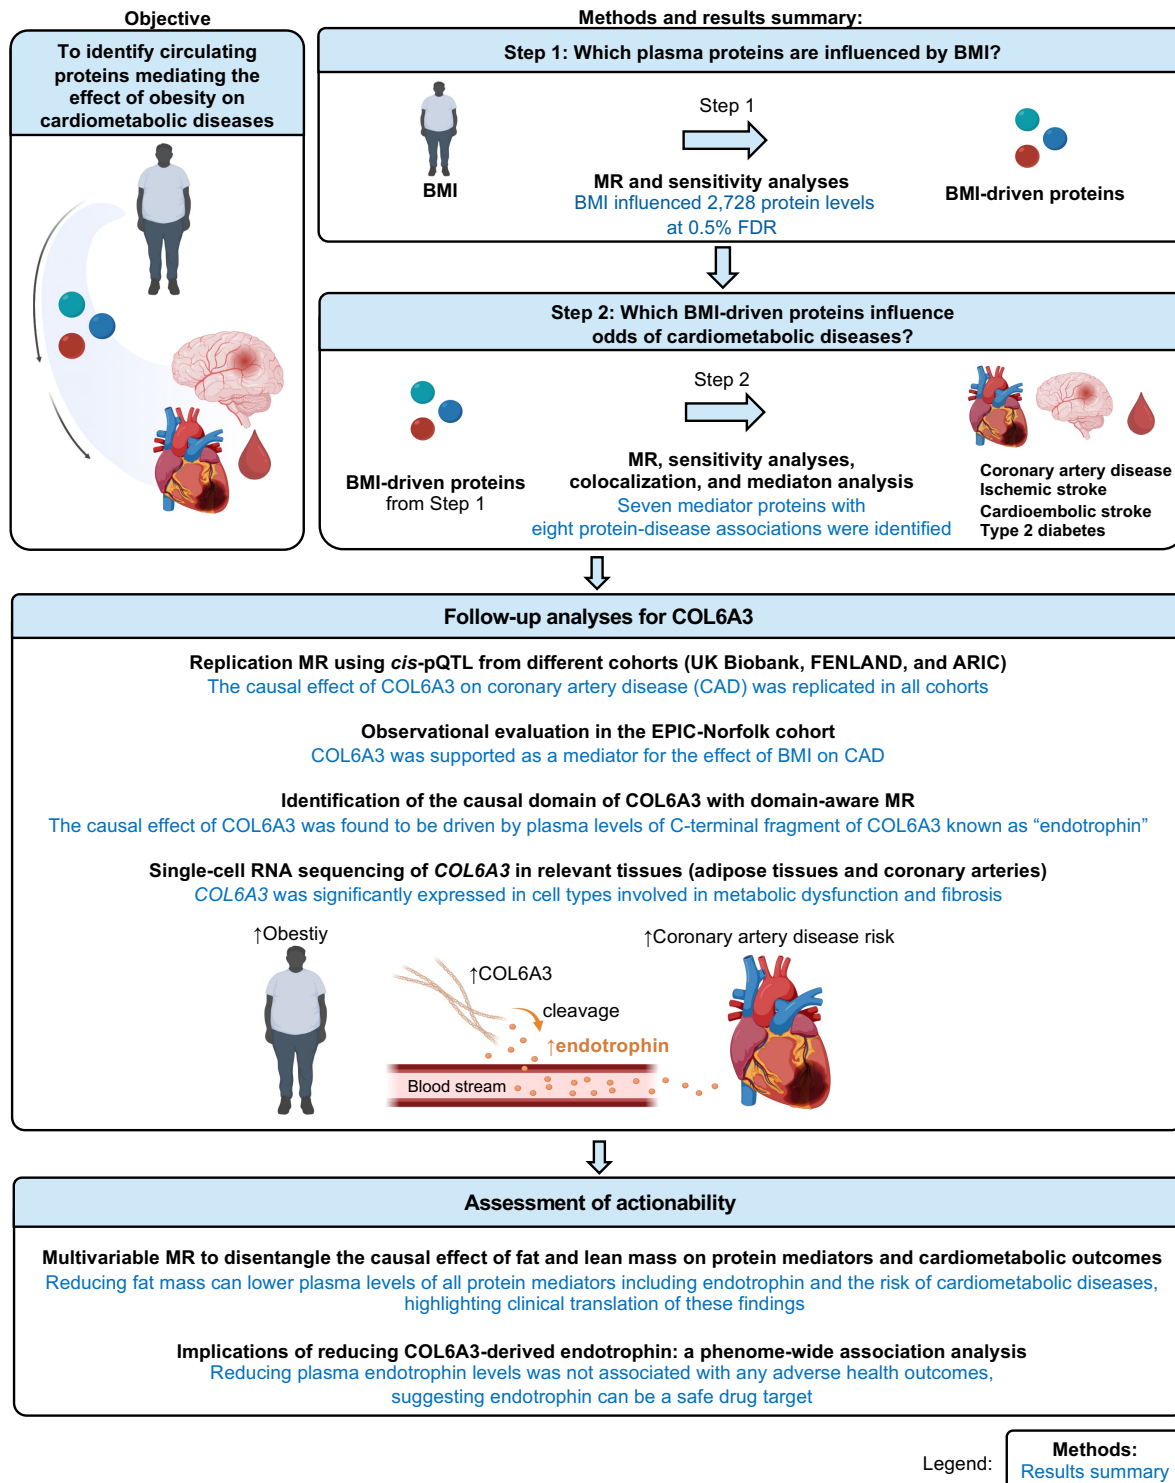 Objective
To identify circulating
proteins mediating the
effect of obesity on
cardiometabolic diseases
Methods and results summary:
Step 1: Which plasma proteins are influenced by BMI?
BMI
Step 1
MR and sensitivity analyses
BMI influenced 2,728 protein levels
at 0.5% FDR
BMI-driven proteins
Step 2: Which BMI-driven proteins influence
odds of cardiometabolic diseases?
BMI-driven proteins
from Step 1
Step 2
MR, sensitivity analyses,
colocalization, and mediaton analysis
Seven mediator proteins with
eight protein-disease associations were identified
Coronary artery disease
Ischemic stroke
Cardioembolic stroke
Type 2 diabetes
Follow-up analyses for COL6A3
Replication MR using cis-pQTL from different cohorts (UK Biobank, FENLAND, and ARIC)
The causal effect of COL6A3 on coronary artery disease (CAD) was replicated in all cohorts
Observational evaluation in the EPIC-Norfolk cohort
COL6A3 was supported as a mediator for the effect of BMI on CAD
Identification of the causal domain of COL6A3 with domain-aware MR
The causal effect of COL6A3 was found to be driven by plasma levels of C-terminal fragment of COL6A3 known as “endotrophin”
Single-cell RNA sequencing of COL6A3 in relevant tissues (adipose tissues and coronary arteries)
COL6A3 was significantly expressed in cell types involved in metabolic dysfunction and fibrosis
↑Obestiy
↑COL6A3
cleavage
↑endotrophin
Blood stream
↑Coronary artery disease risk
Assessment of actionability
Multivariable MR to disentangle the causal effect of fat and lean mass on protein mediators and cardiometabolic outcomes
Reducing fat mass can lower plasma levels of all protein mediators including endotrophin and the risk of cardiometabolic diseases,
highlighting clinical translation of these findings
Implications of reducing COL6A3-derived endotrophin: a phenome-wide association analysis
Reducing plasma endotrophin levels was not associated with any adverse health outcomes,
suggesting endotrophin can be a safe drug target
Legend:
Methods:
Results summary